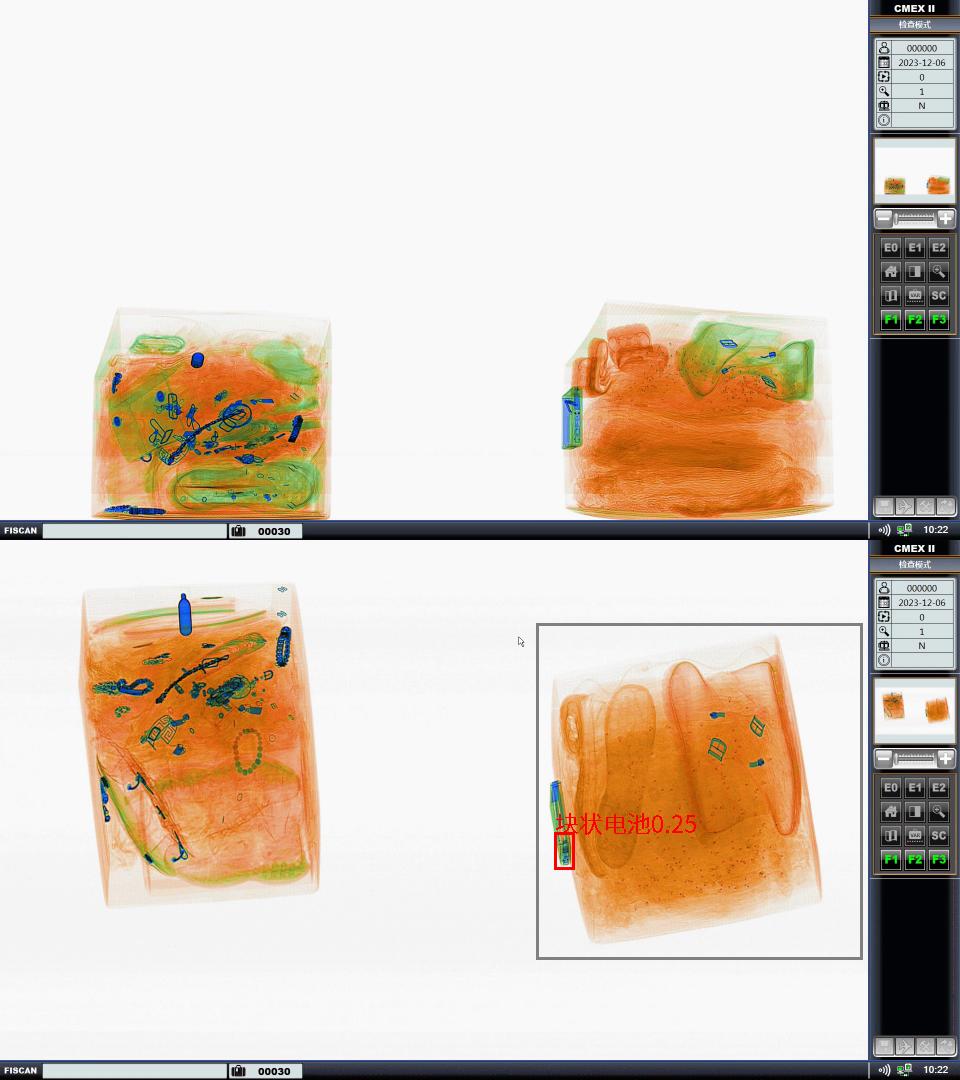 CMEX II
检查模式
000000
2023-12-06
0
1
N
E0 E1 E2
SC
F1 F2 F3
FISCAN
00030
10:22
CMEX II
检查模式
000000
2023-12-06
0
1
N
E0 E1 E2
SC
F1 F2 F3
块状电池0.25
FISCAN
00030
10:22